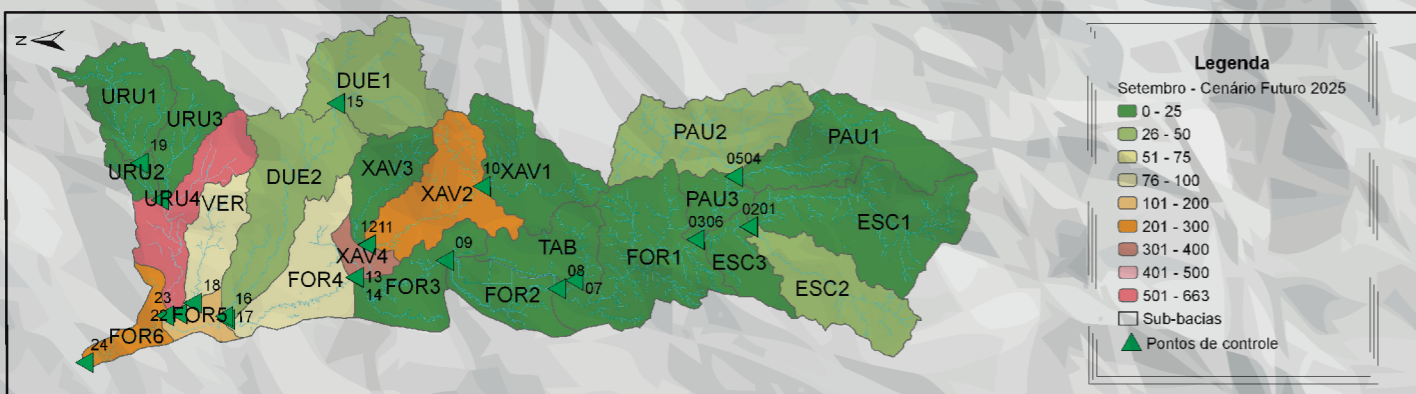 N
URU1
URU3
19
URU2
URU4
VER
DUE1
15
DUE2
XAV3
XAV2
10
XAV1
1211
XAV4
09
13
14
FOR3
FOR4
TAB
08
07
FOR2
FOR1
PAU2
PAU1
0504
PAU3
0201
0306
ESC3
ESC1
ESC2
18
16
17
FOR5
23
22
FOR6
24
Legenda
Setembro - Cenário Futuro 2025
0 - 25
26 - 50
51 - 75
76 - 100
101 - 200
201 - 300
301 - 400
401 - 500
501 - 663
Sub-bacias
Pontos de controle